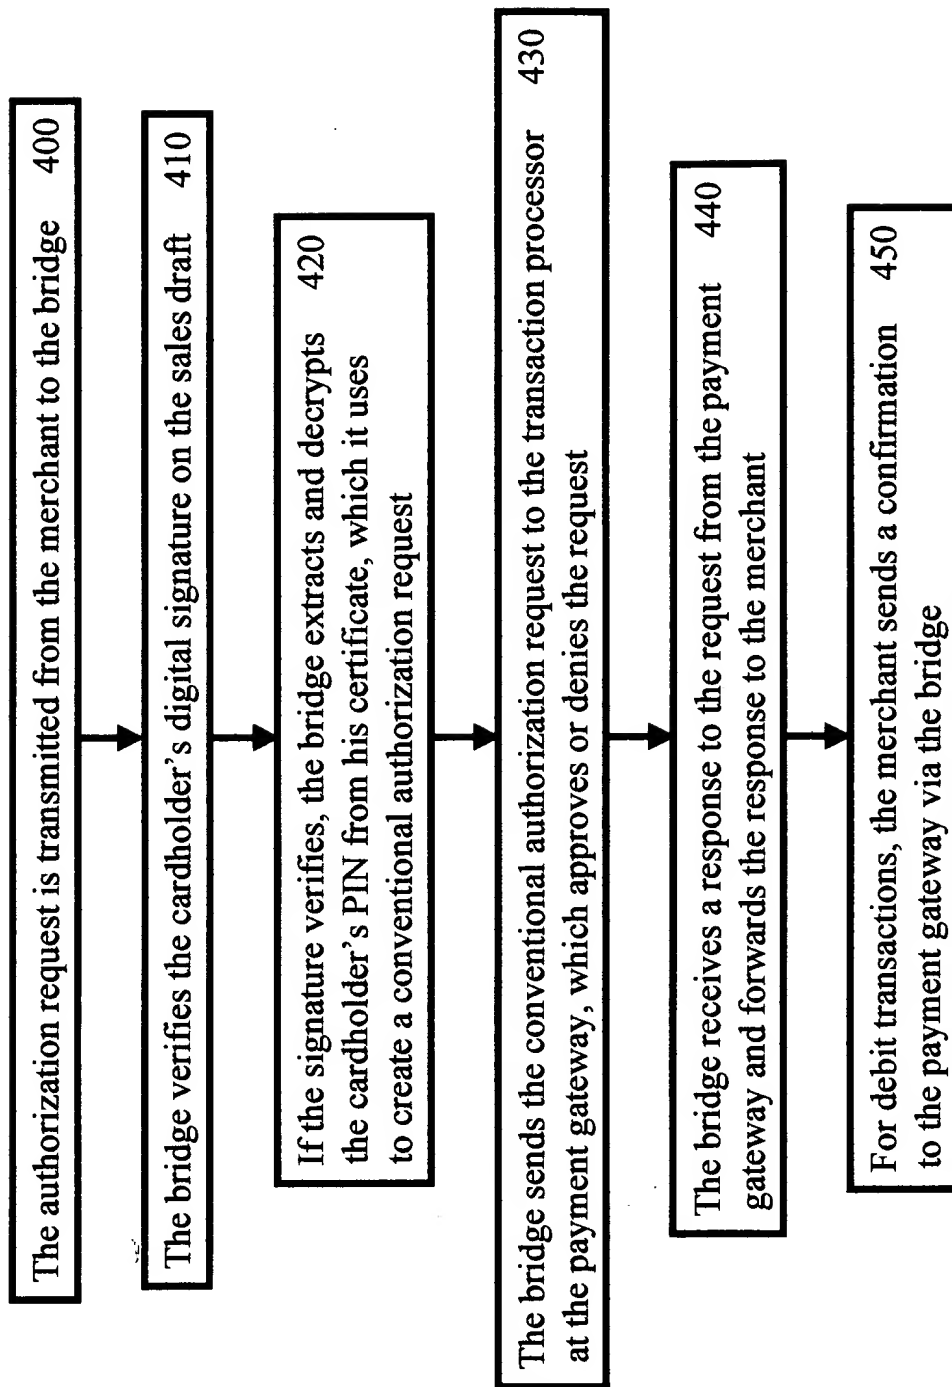 The authorization request is transmitted from the merchant to the bridge 400
The bridge verifies the cardholder's digital signature on the sales draft 410
If the signature verifies, the bridge extracts and decrypts 420
the cardholder's PIN from his certificate, which it uses
to create a conventional authorization request
The bridge sends the conventional authorization request to the transaction processor 430
at the payment gateway, which approves or denies the request
The bridge receives a response to the request from the payment 440
gateway and forwards the response to the merchant
For debit transactions, the merchant sends a confirmation 450
to the payment gateway via the bridge